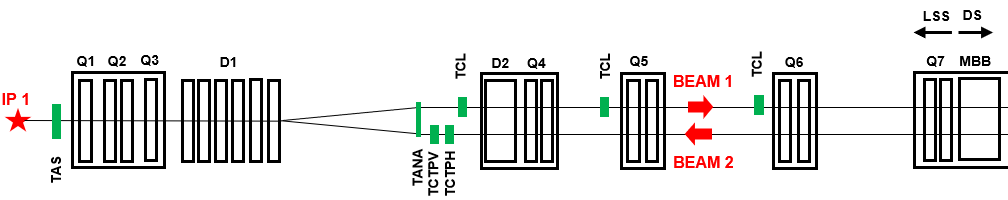 LSS DS
Q1 Q2 Q3 D1 TCL D2 Q4 TCL Q5 TCL Q6 Q7 MBB
BEAM 1
IP 1
TAS
TANA
TCTPV
TCTPH
BEAM 2